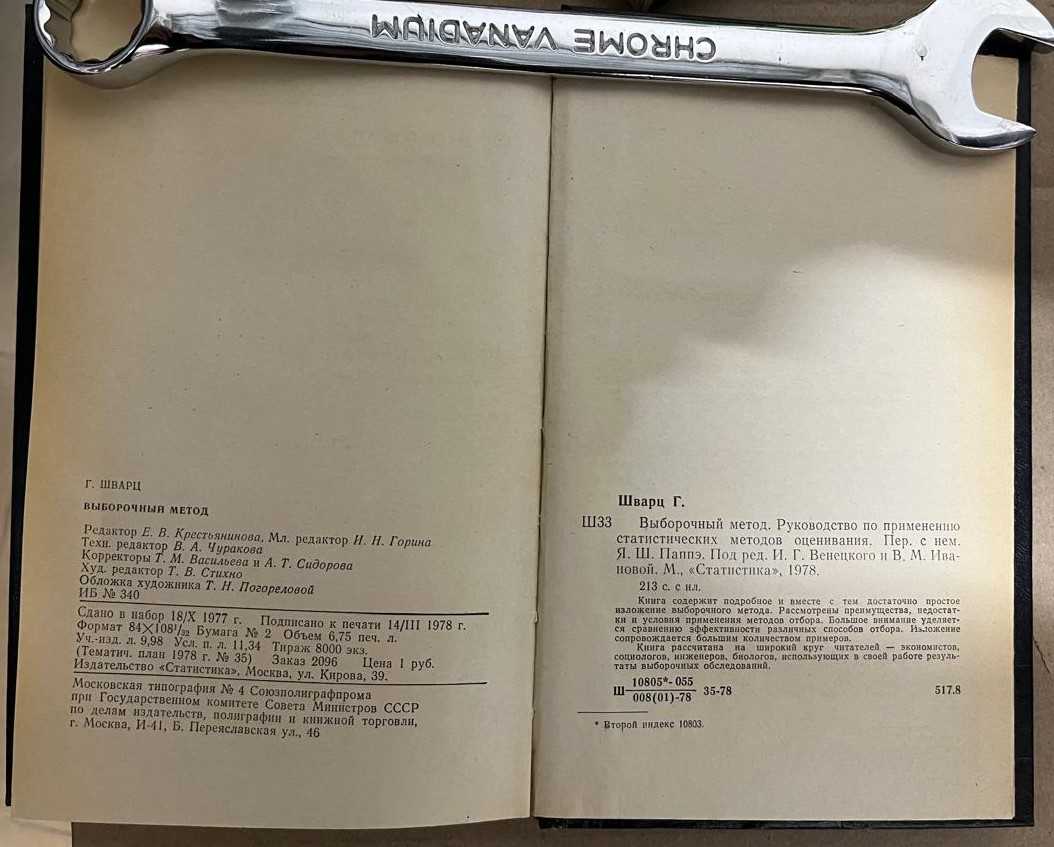 CHROME VANADIUM
Г. ШВАРЦ
ВЫБОРОЧНЫЙ МЕТОД
Редактор Е. В. Крестьянинова, Мл. редактор И. Н. Горина
Техн. редактор В. А. Чуракова
Корректоры Т. М. Васильева и А. Т. Сидорова
Худ. редактор Т. В. Стихно
Обложка художника Т. Н. Погореловой
ИБ № 340
Сдано в набор 18/X 1977 г. Подписано к печати 14/III 1978 г.
Формат 84×108¹/₃₂ Бумага № 2 Объем 6,75 печ. л.
Уч.-изд. л. 9,98 Усл. п. л. 11,34 Тираж 8000 экз.
(Тематич. план 1978 г. № 35) Заказ 2096 Цена 1 руб.
Издательство «Статистика», Москва, ул. Кирова, 39.
Московская типография № 4 Союзполиграфпрома
при Государственном комитете Совета Министров СССР
по делам издательств, полиграфии и книжной торговли,
г. Москва, И-41, Б. Переяславская ул., 46
Шварц Г.
Ш33 Выборочный метод. Руководство по применению
статистических методов оценивания. Пер. с нем.
Я. Ш. Паппэ. Под ред. И. Г. Венецкого и В. М. Ива-
новой. М., «Статистика», 1978.
213 с. с ил.
Книга содержит подробное и вместе с тем достаточно простое
изложение выборочного метода. Рассмотрены преимущества, недостат-
ки и условия применения методов отбора. Большое внимание уделяет-
ся сравнению эффективности различных способов отбора. Изложение
сопровождается большим количеством примеров.
Книга рассчитана на широкий круг читателей — экономистов,
социологов, инженеров, биологов, использующих в своей работе резуль-
таты выборочных обследований.
10805*-055
Ш 35-78 517.8
008(01)-78
* Второй индекс 10803.